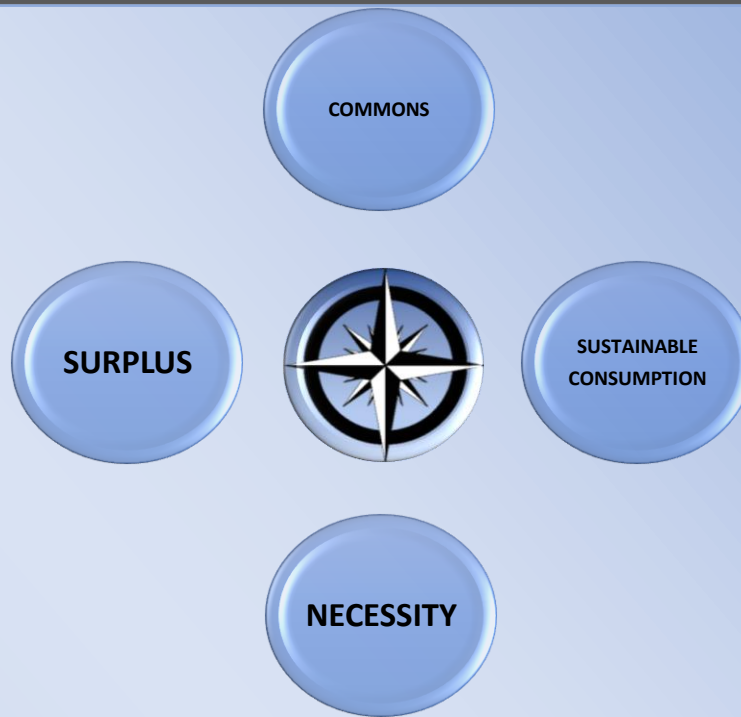 COMMONS
SURPLUS
SUSTAINABLE
CONSUMPTION
NECESSITY